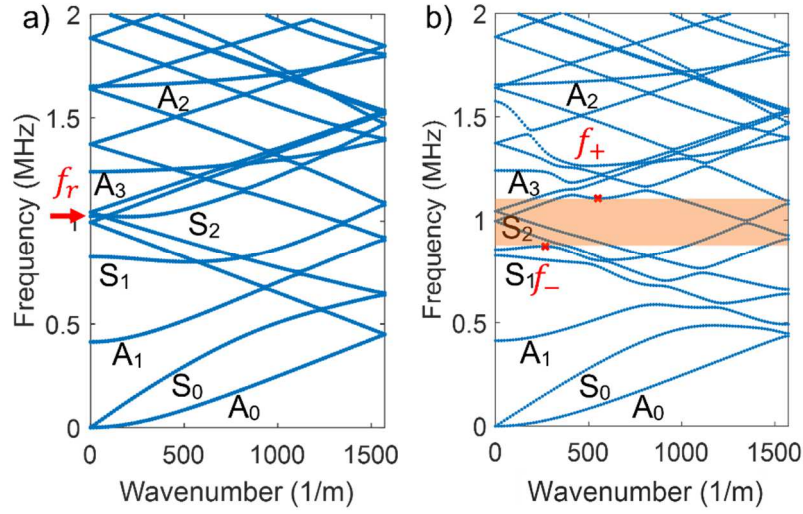 a)
2
1.5
1
0.5
0
Frequency (MHz)
A₂
f_r
A₃
S₂
S₁
A₁
S₀
A₀
0
500
1000
1500
Wavenumber (1/m)
b)
2
1.5
1
0.5
0
Frequency (MHz)
A₂
f₊
A₃
S₂
S₁
f₋
A₁
S₀
A₀
0
500
1000
1500
Wavenumber (1/m)